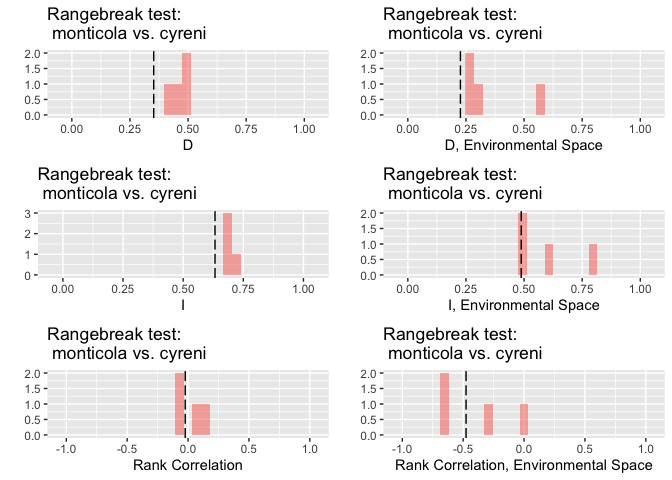 Rangebreak test:
monticola vs. cyreni
2.0
1.5
1.0
0.5
0.0
0.00 0.25 0.50 0.75 1.00
D
Rangebreak test:
monticola vs. cyreni
2.0
1.5
1.0
0.5
0.0
0.00 0.25 0.50 0.75 1.00
D, Environmental Space
Rangebreak test:
monticola vs. cyreni
3
2
1
0
0.00 0.25 0.50 0.75 1.00
I
Rangebreak test:
monticola vs. cyreni
2.0
1.5
1.0
0.5
0.0
0.00 0.25 0.50 0.75 1.00
I, Environmental Space
Rangebreak test:
monticola vs. cyreni
2.0
1.5
1.0
0.5
0.0
-1.0 -0.5 0.0 0.5 1.0
Rank Correlation
Rangebreak test:
monticola vs. cyreni
2.0
1.5
1.0
0.5
0.0
-1.0 -0.5 0.0 0.5 1.0
Rank Correlation, Environmental Space